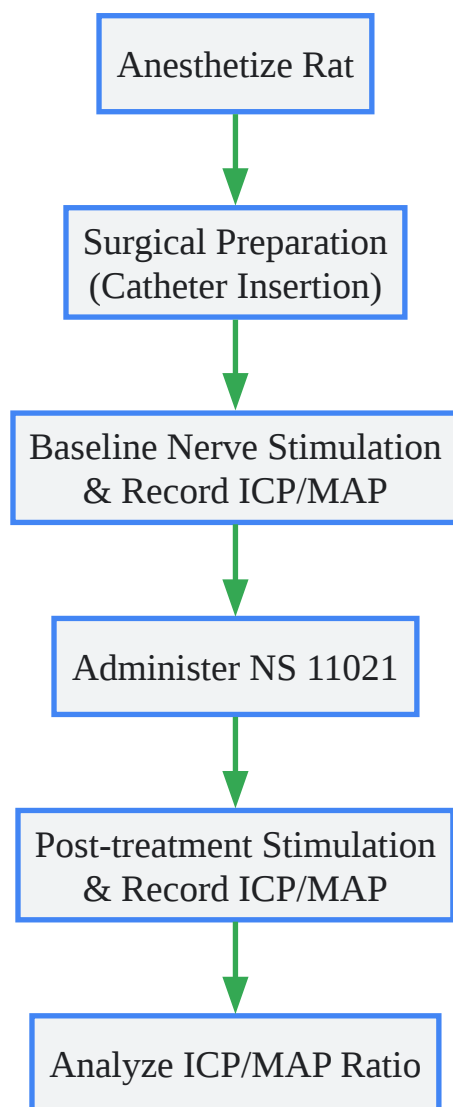 Anesthetize Rat
Surgical Preparation
(Catheter Insertion)
Baseline Nerve Stimulation
& Record ICP/MAP
Administer NS 11021
Post-treatment Stimulation
& Record ICP/MAP
Analyze ICP/MAP Ratio